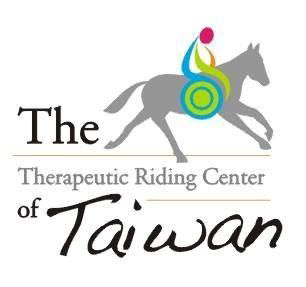 The
Therapeutic Riding Center
of Taiwan